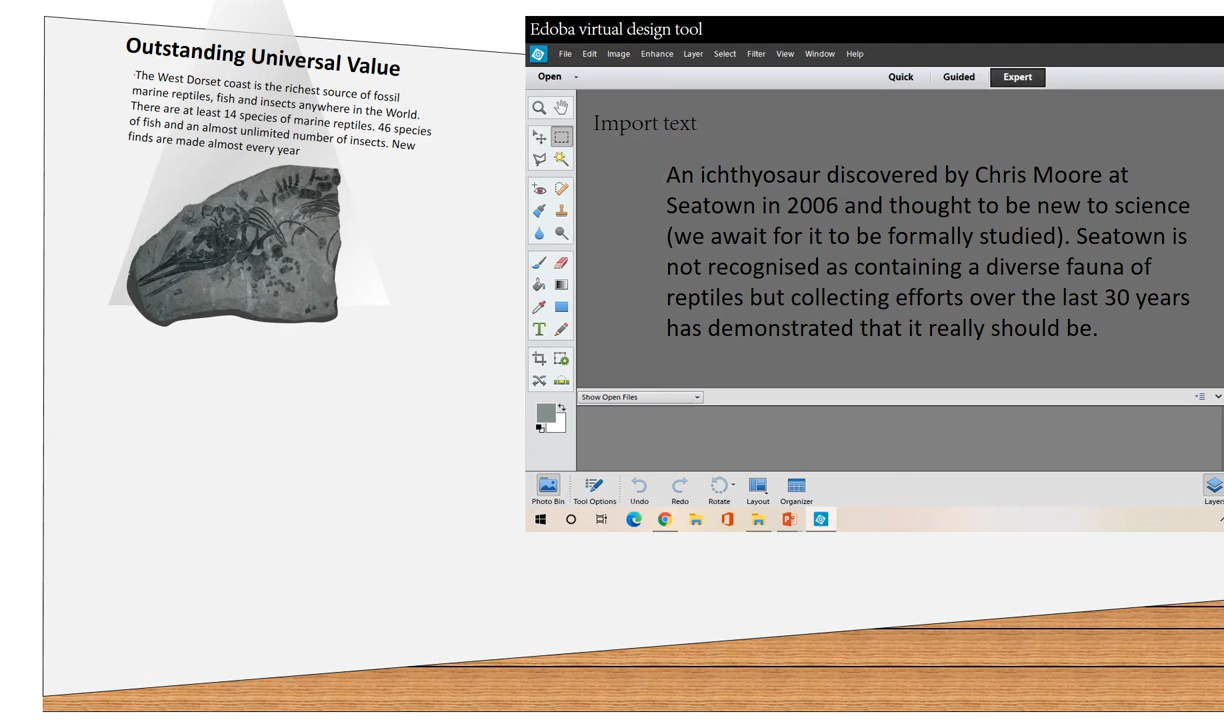 Outstanding Universal Value
·The West Dorset coast is the richest source of fossil
marine reptiles, fish and insects anywhere in the World.
There are at least 14 species of marine reptiles. 46 species
of fish and an almost unlimited number of insects. New
finds are made almost every year
Edoba virtual design tool
File Edit Image Enhance Layer Select Filter View Window Help
Open Quick Guided Expert
Import text
An ichthyosaur discovered by Chris Moore at
Seatown in 2006 and thought to be new to science
(we await for it to be formally studied). Seatown is
not recognised as containing a diverse fauna of
reptiles but collecting efforts over the last 30 years
has demonstrated that it really should be.
Show Open Files
Photo Bin Tool Options Undo Redo Rotate Layout Organizer Layers